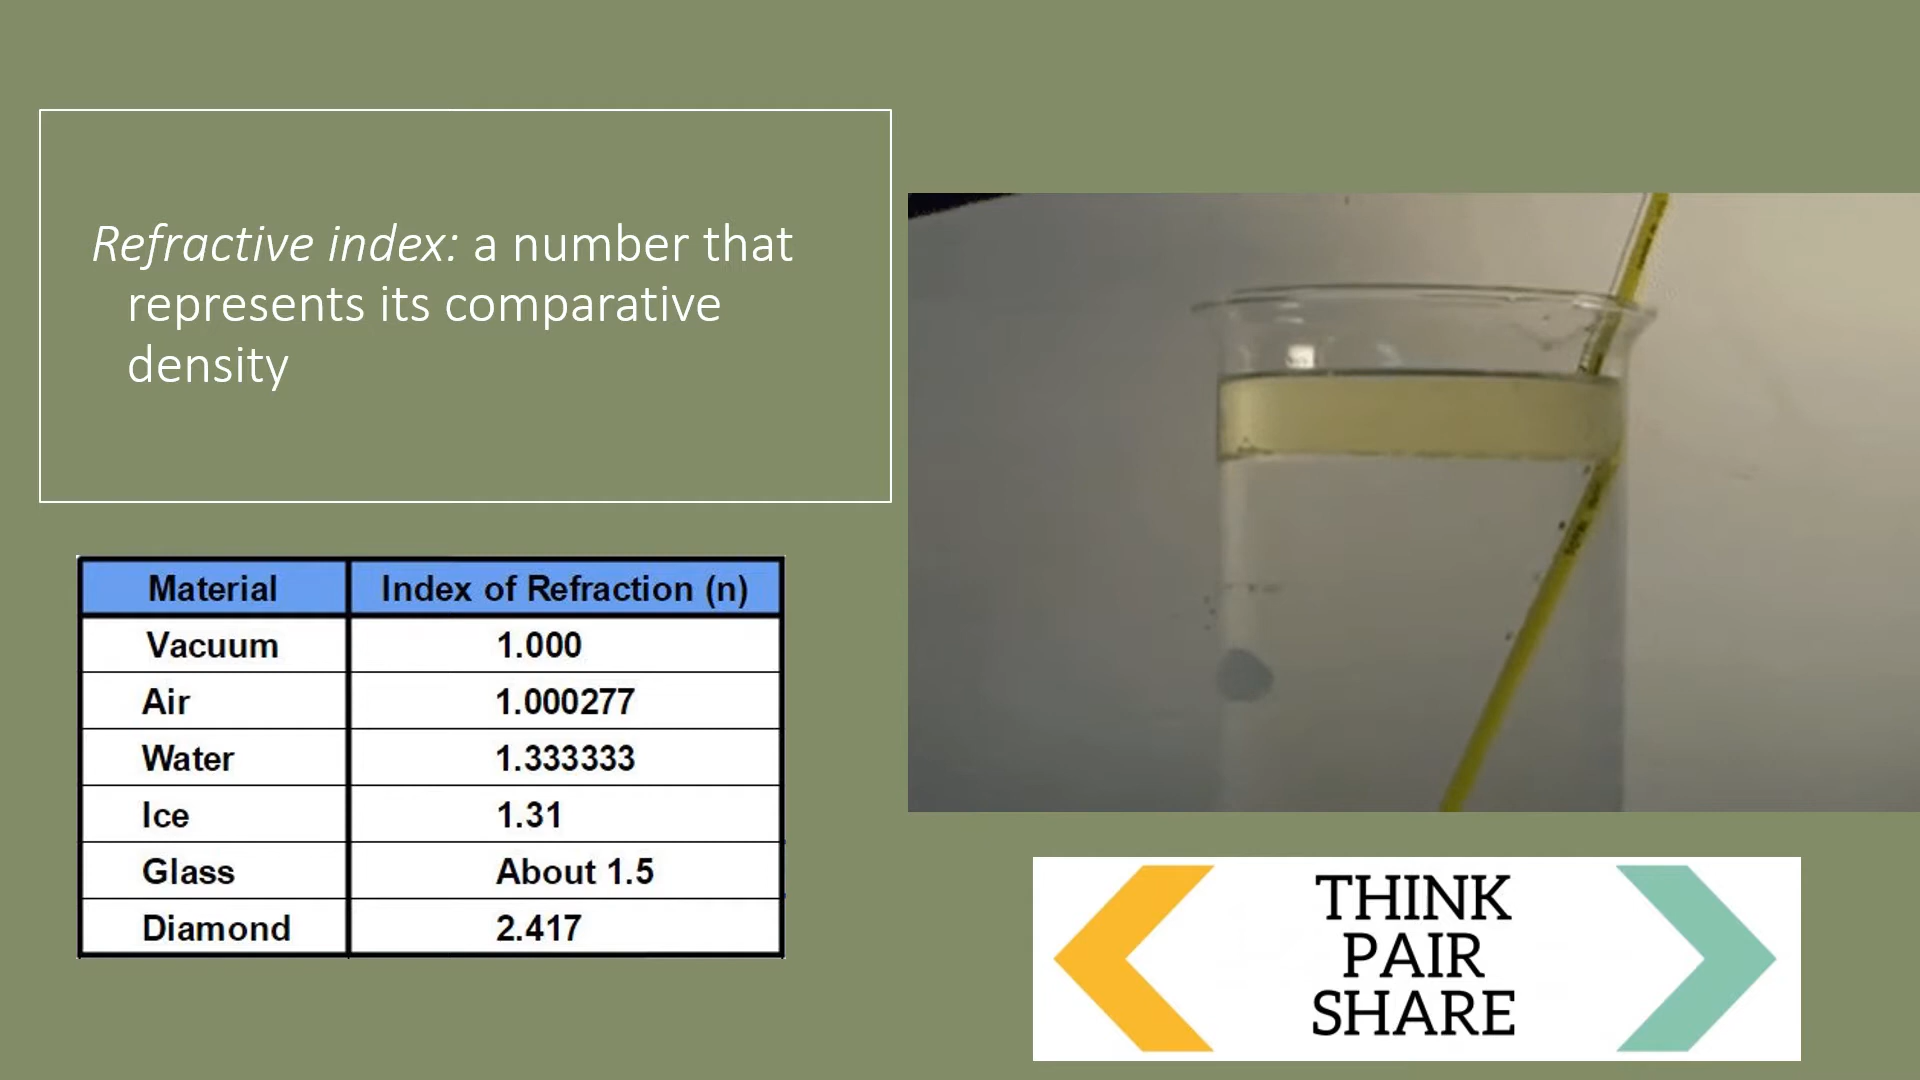 Refractive index: a number that
represents its comparative
density
Material Index of Refraction (n)
Vacuum 1.000
Air 1.000277
Water 1.333333
Ice 1.31
Glass About 1.5
Diamond 2.417
THINK
PAIR
SHARE